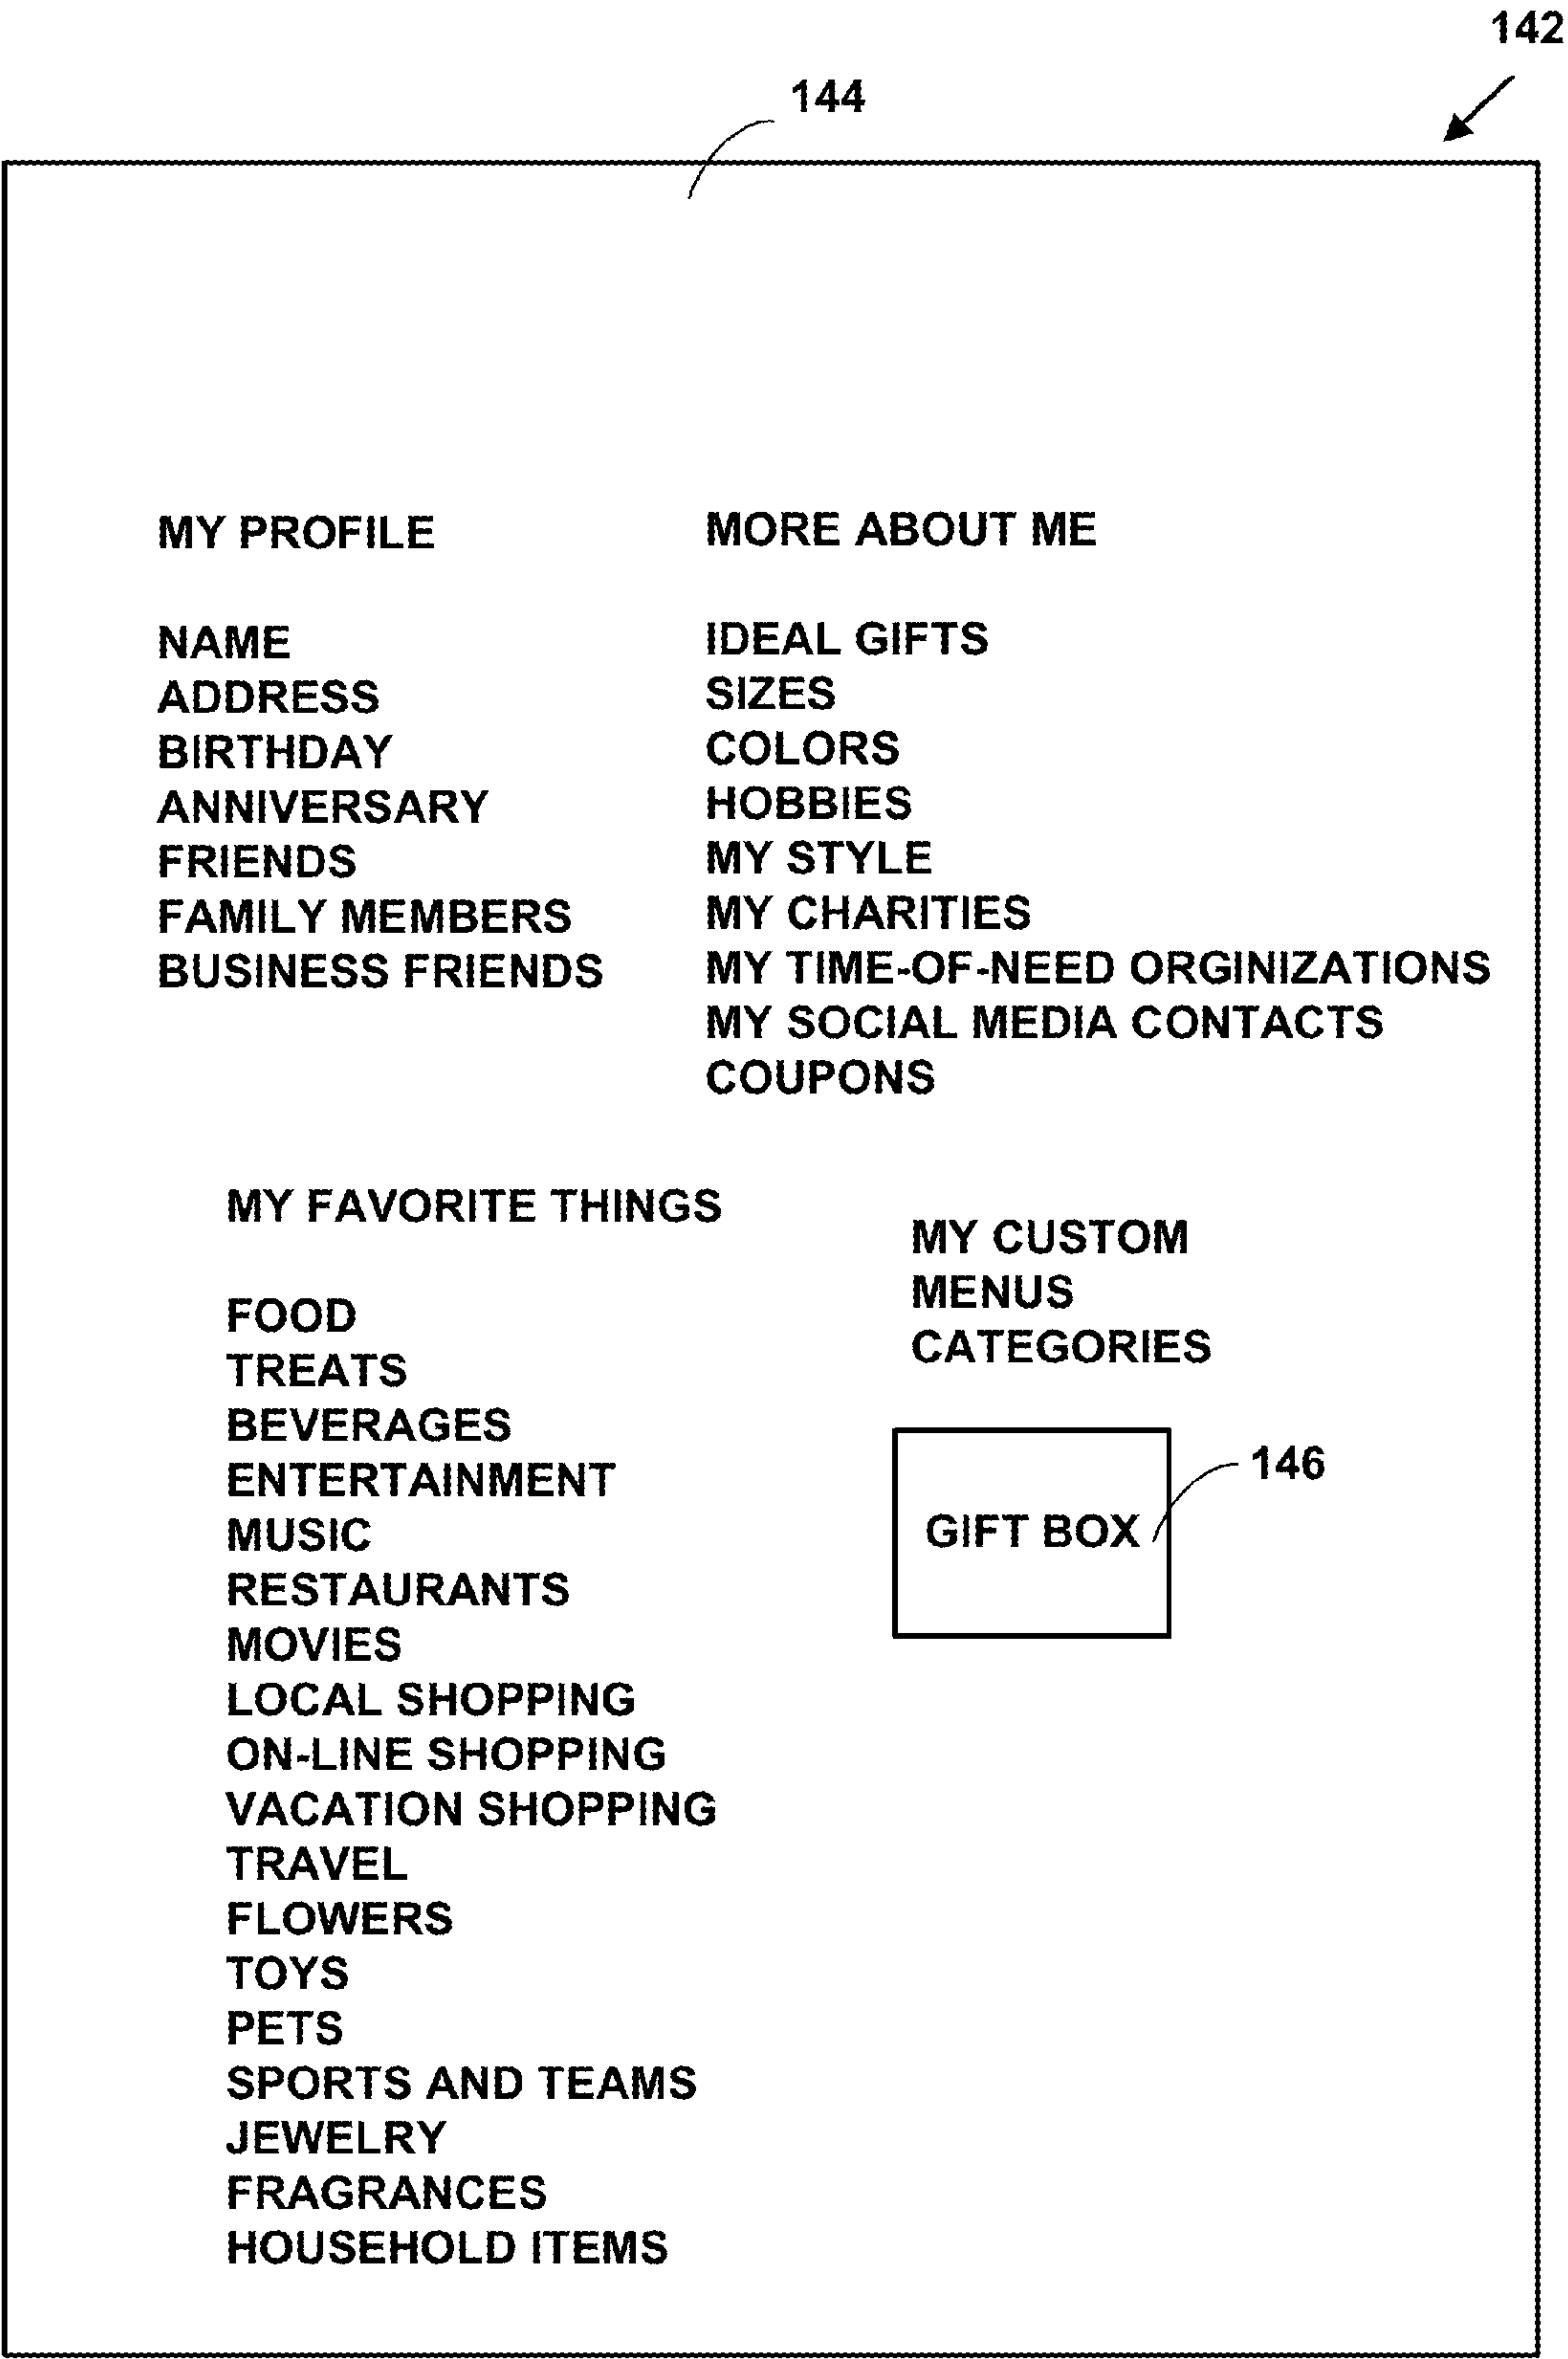 142
144
MY PROFILE
NAME
ADDRESS
BIRTHDAY
ANNIVERSARY
FRIENDS
FAMILY MEMBERS
BUSINESS FRIENDS
MORE ABOUT ME
IDEAL GIFTS
SIZES
COLORS
HOBBIES
MY STYLE
MY CHARITIES
MY TIME-OF-NEED ORGINIZATIONS
MY SOCIAL MEDIA CONTACTS
COUPONS
MY FAVORITE THINGS
FOOD
TREATS
BEVERAGES
ENTERTAINMENT
MUSIC
RESTAURANTS
MOVIES
LOCAL SHOPPING
ON-LINE SHOPPING
VACATION SHOPPING
TRAVEL
FLOWERS
TOYS
PETS
SPORTS AND TEAMS
JEWELRY
FRAGRANCES
HOUSEHOLD ITEMS
MY CUSTOM
MENUS
CATEGORIES
GIFT BOX
146